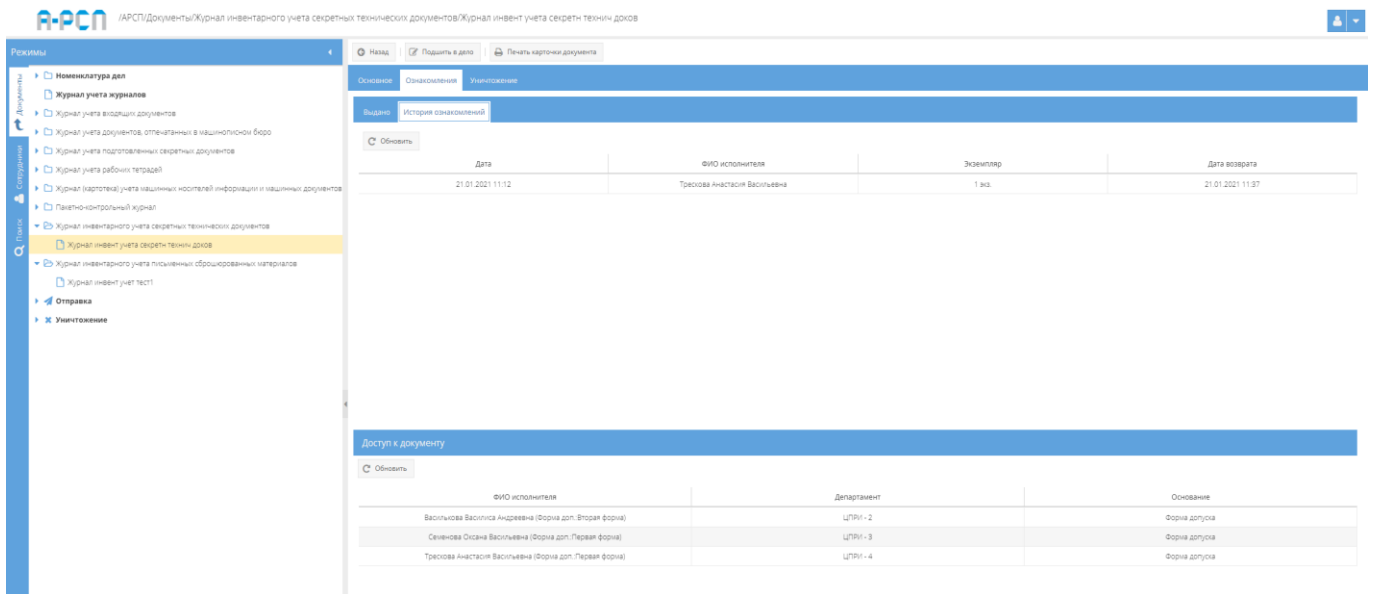 А-РСП
/АРСП/Документы/Журнал инвентарного учета секретных технических документов/Журнал инвент учета секретн технич доков
Режимы
Документы
Сотрудники
Поиск
Номенклатура дел
Журнал учета журналов
Журнал учета входящих документов
Журнал учета документов, отпечатанных в машинописном бюро
Журнал учета подготовленных секретных документов
Журнал учета рабочих тетрадей
Журнал (картотека) учета машинных носителей информации и машинных документов
Пакетно-контрольный журнал
Журнал инвентарного учета секретных технических документов
Журнал инвент учета секретн технич доков
Журнал инвентарного учета письменных сброшюрованных материалов
Журнал инвент учет тест1
Отправка
Уничтожение
Назад Подшить в дело Печать карточки документа
Основное Ознакомления Уничтожение
Выдано История ознакомлений
Обновить
Дата ФИО исполнителя Экземпляр Дата возврата
21.01.2021 11:12 Трескова Анастасия Васильевна 1 экз. 21.01.2021 11:37
Доступ к документу
Обновить
ФИО исполнителя Департамент Основание
Василькова Василиса Андреевна (Форма доп.:Вторая форма) ЦПРИ - 2 Форма допуска
Семенова Оксана Васильевна (Форма доп.:Первая форма) ЦПРИ - 3 Форма допуска
Трескова Анастасия Васильевна (Форма доп.:Первая форма) ЦПРИ - 4 Форма допуска